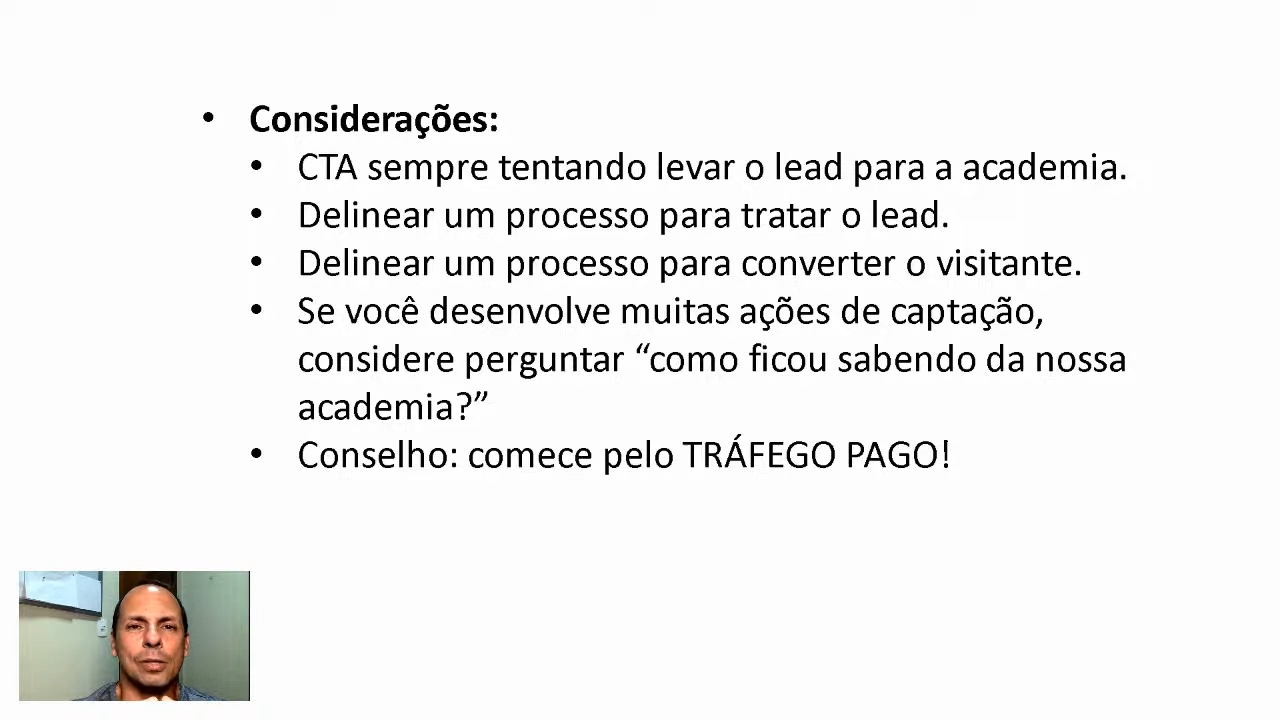 • Considerações:
• CTA sempre tentando levar o lead para a academia.
• Delinear um processo para tratar o lead.
• Delinear um processo para converter o visitante.
• Se você desenvolve muitas ações de captação,
considere perguntar “como ficou sabendo da nossa
academia?”
• Conselho: comece pelo TRÁFEGO PAGO!